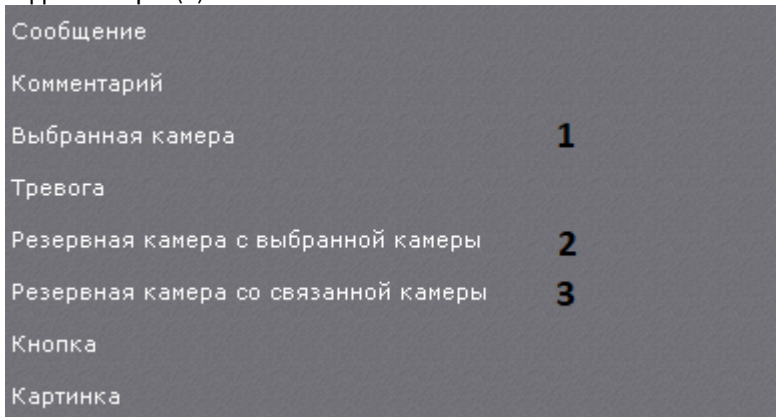 Сообщение
Комментарий
Выбранная камера 1
Тревога
Резервная камера с выбранной камеры 2
Резервная камера со связанной камеры 3
Кнопка
Картинка